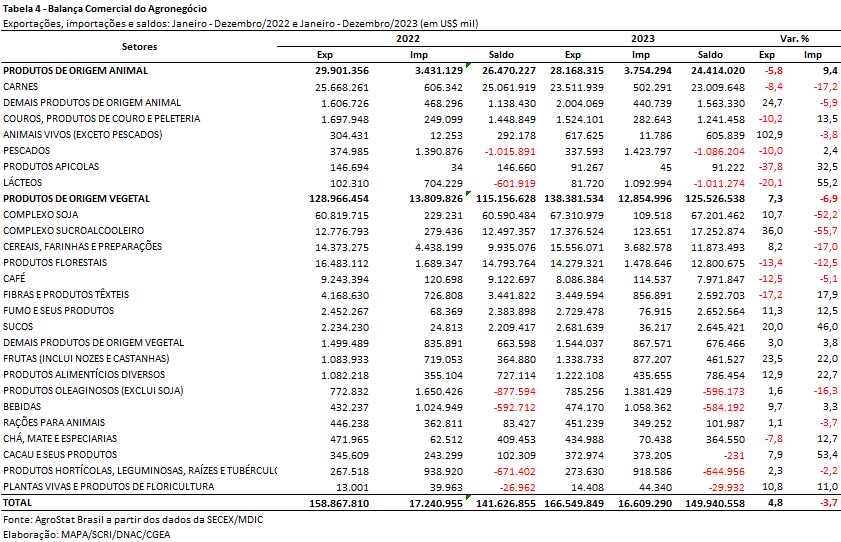 Tabela 4 - Balança Comercial do Agronegócio
Exportações, importações e saldos: Janeiro - Dezembro/2022 e Janeiro - Dezembro/2023 (em US$ mil)
Setores 2022 2023 Var. %
Exp Imp Saldo Exp Imp Saldo Exp Imp
PRODUTOS DE ORIGEM ANIMAL 29.901.356 3.431.129 26.470.227 28.168.315 3.754.294 24.414.020 -5,8 9,4
CARNES 25.668.261 606.342 25.061.919 23.511.939 502.291 23.009.648 -8,4 -17,2
DEMAIS PRODUTOS DE ORIGEM ANIMAL 1.606.726 468.296 1.138.430 2.004.069 440.739 1.563.330 24,7 -5,9
COUROS, PRODUTOS DE COURO E PELETERIA 1.697.948 249.099 1.448.849 1.524.101 282.643 1.241.458 -10,2 13,5
ANIMAIS VIVOS (EXCETO PESCADOS) 304.431 12.253 292.178 617.625 11.786 605.839 102,9 -3,8
PESCADOS 374.985 1.390.876 -1.015.891 337.593 1.423.797 -1.086.204 -10,0 2,4
PRODUTOS APICOLAS 146.694 34 146.660 91.267 45 91.222 -37,8 32,5
LÁCTEOS 102.310 704.229 -601.919 81.720 1.092.994 -1.011.274 -20,1 55,2
PRODUTOS DE ORIGEM VEGETAL 128.966.454 13.809.826 115.156.628 138.381.534 12.854.996 125.526.538 7,3 -6,9
COMPLEXO SOJA 60.819.715 229.231 60.590.484 67.310.979 109.518 67.201.462 10,7 -52,2
COMPLEXO SUCROALCOOLEIRO 12.776.793 279.436 12.497.357 17.376.524 123.651 17.252.874 36,0 -55,7
CEREAIS, FARINHAS E PREPARAÇÕES 14.373.275 4.438.199 9.935.076 15.556.071 3.682.578 11.873.493 8,2 -17,0
PRODUTOS FLORESTAIS 16.483.112 1.689.347 14.793.764 14.279.321 1.478.646 12.800.675 -13,4 -12,5
CAFÉ 9.243.394 120.698 9.122.697 8.086.384 114.537 7.971.847 -12,5 -5,1
FIBRAS E PRODUTOS TÊXTEIS 4.168.630 726.808 3.441.822 3.449.594 856.891 2.592.703 -17,2 17,9
FUMO E SEUS PRODUTOS 2.452.267 68.369 2.383.898 2.729.478 76.915 2.652.564 11,3 12,5
SUCOS 2.234.230 24.813 2.209.417 2.681.639 36.217 2.645.421 20,0 46,0
DEMAIS PRODUTOS DE ORIGEM VEGETAL 1.499.489 835.891 663.598 1.544.037 867.571 676.466 3,0 3,8
FRUTAS (INCLUI NOZES E CASTANHAS) 1.083.933 719.053 364.880 1.338.733 877.207 461.527 23,5 22,0
PRODUTOS ALIMENTÍCIOS DIVERSOS 1.082.218 355.104 727.114 1.222.108 435.655 786.454 12,9 22,7
PRODUTOS OLEAGINOSOS (EXCLUI SOJA) 772.832 1.650.426 -877.594 785.256 1.381.429 -596.173 1,6 -16,3
BEBIDAS 432.237 1.024.949 -592.712 474.170 1.058.362 -584.192 9,7 3,3
RAÇÕES PARA ANIMAIS 446.238 362.811 83.427 451.239 349.252 101.987 1,1 -3,7
CHÁ, MATE E ESPECIARIAS 471.965 62.512 409.453 434.988 70.438 364.550 -7,8 12,7
CACAU E SEUS PRODUTOS 345.609 243.299 102.309 372.974 373.205 -231 7,9 53,4
PRODUTOS HORTÍCOLAS, LEGUMINOSAS, RAÍZES E TUBÉRCULO 267.518 938.920 -671.402 273.630 918.586 -644.956 2,3 -2,2
PLANTAS VIVAS E PRODUTOS DE FLORICULTURA 13.001 39.963 -26.962 14.408 44.340 -29.932 10,8 11,0
TOTAL 158.867.810 17.240.955 141.626.855 166.549.849 16.609.290 149.940.558 4,8 -3,7
Fonte: AgroStat Brasil a partir dos dados da SECEX/MDIC
Elaboração: MAPA/SCRI/DNAC/CGEA